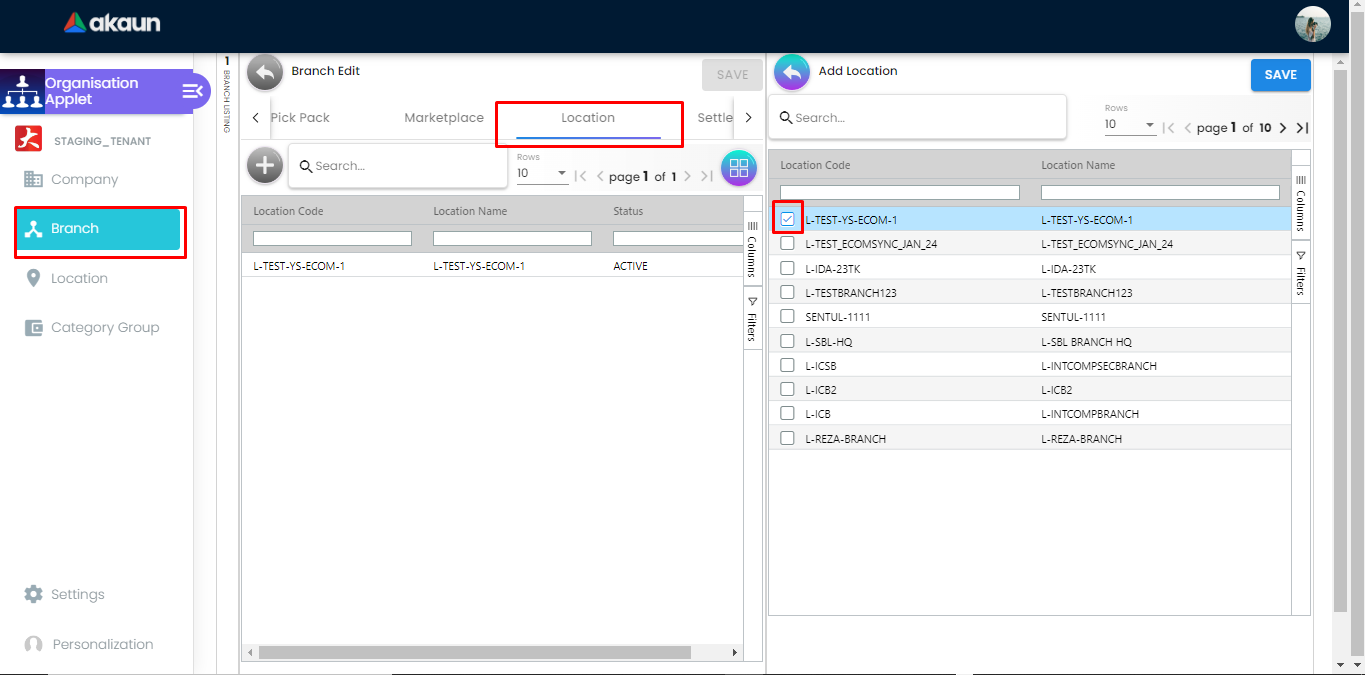 akaun
Organisation
Applet
STAGING_TENANT
Company
Branch
Location
Category Group
Settings
Personalization
1
BRANCH LISTING
Branch Edit
SAVE
Pick Pack
Marketplace
Location
Settle
Search...
Rows
10
page 1 of 1
Location Code
Location Name
Status
L-TEST-YS-ECOM-1
L-TEST-YS-ECOM-1
ACTIVE
Columns
Filters
Add Location
SAVE
Search...
Rows
10
page 1 of 10
Location Code
Location Name
L-TEST-YS-ECOM-1
L-TEST-YS-ECOM-1
L-TEST_ECOMSYNC_JAN_24
L-TEST_ECOMSYNC_JAN_24
L-IDA-23TK
L-IDA-23TK
L-TESTBRANCH123
L-TESTBRANCH123
SENTUL-1111
SENTUL-1111
L-SBL-HQ
L-SBL BRANCH HQ
L-ICSB
L-INTCOMPSECBRANCH
L-ICB2
L-ICB2
L-ICB
L-INTCOMPBRANCH
L-REZA-BRANCH
L-REZA-BRANCH
Columns
Filters